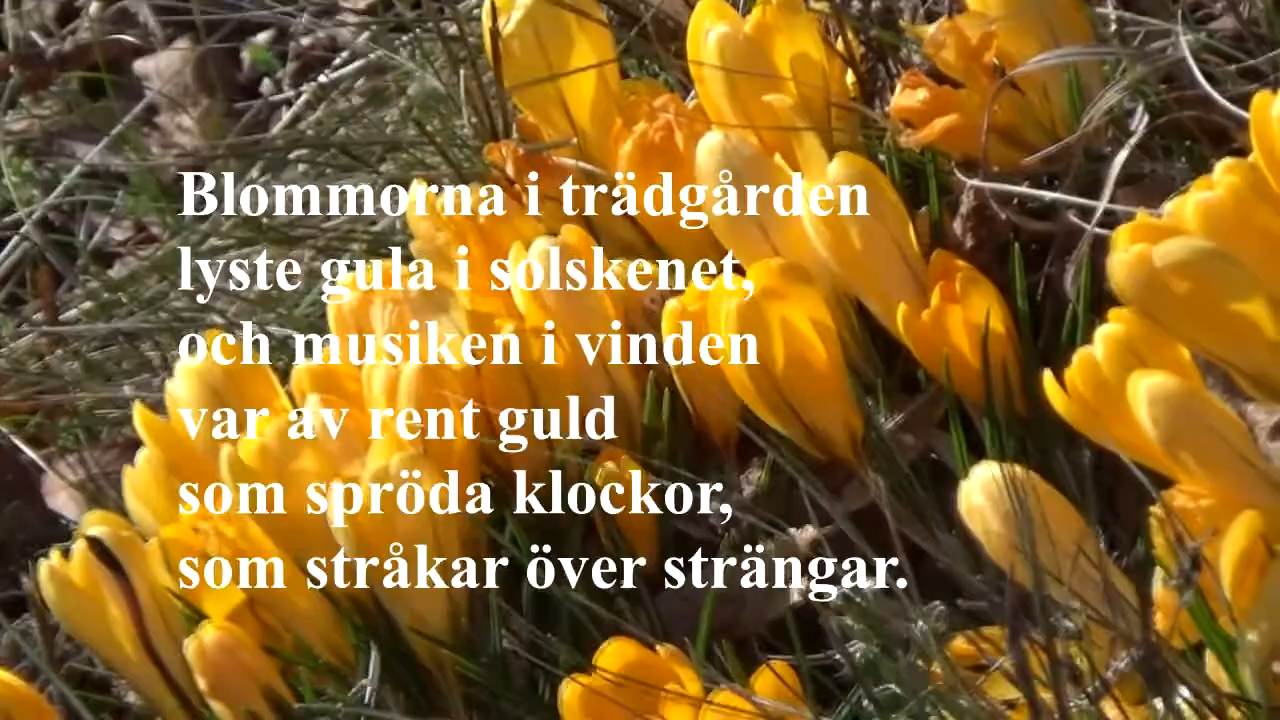 Blommorna i trädgården
lyste gula i solskenet,
och musiken i vinden
var av rent guld
som spröda klockor,
som stråkar över strängar.